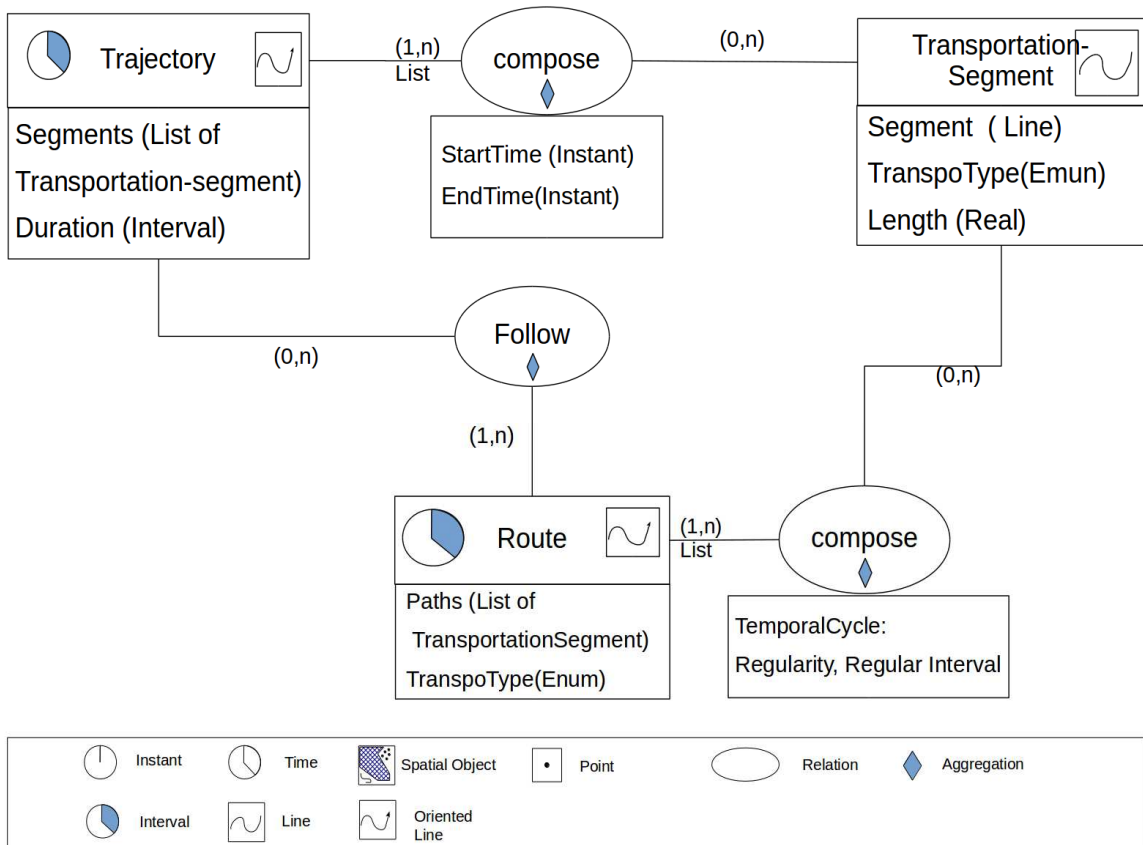 Trajectory
(1,n)
List
compose
(0,n)
Transportation-
Segment
Segments (List of
Transportation-segment)
Duration (Interval)
StartTime (Instant)
EndTime(Instant)
Segment ( Line)
TranspoType(Emun)
Length (Real)
Follow
(0,n)
(0,n)
(1,n)
Route
(1,n)
List
compose
Paths (List of
TransportationSegment)
TranspoType(Enum)
TemporalCycle:
Regularity, Regular Interval
Instant
Time
Spatial Object
Point
Relation
Aggregation
Interval
Line
Oriented
Line